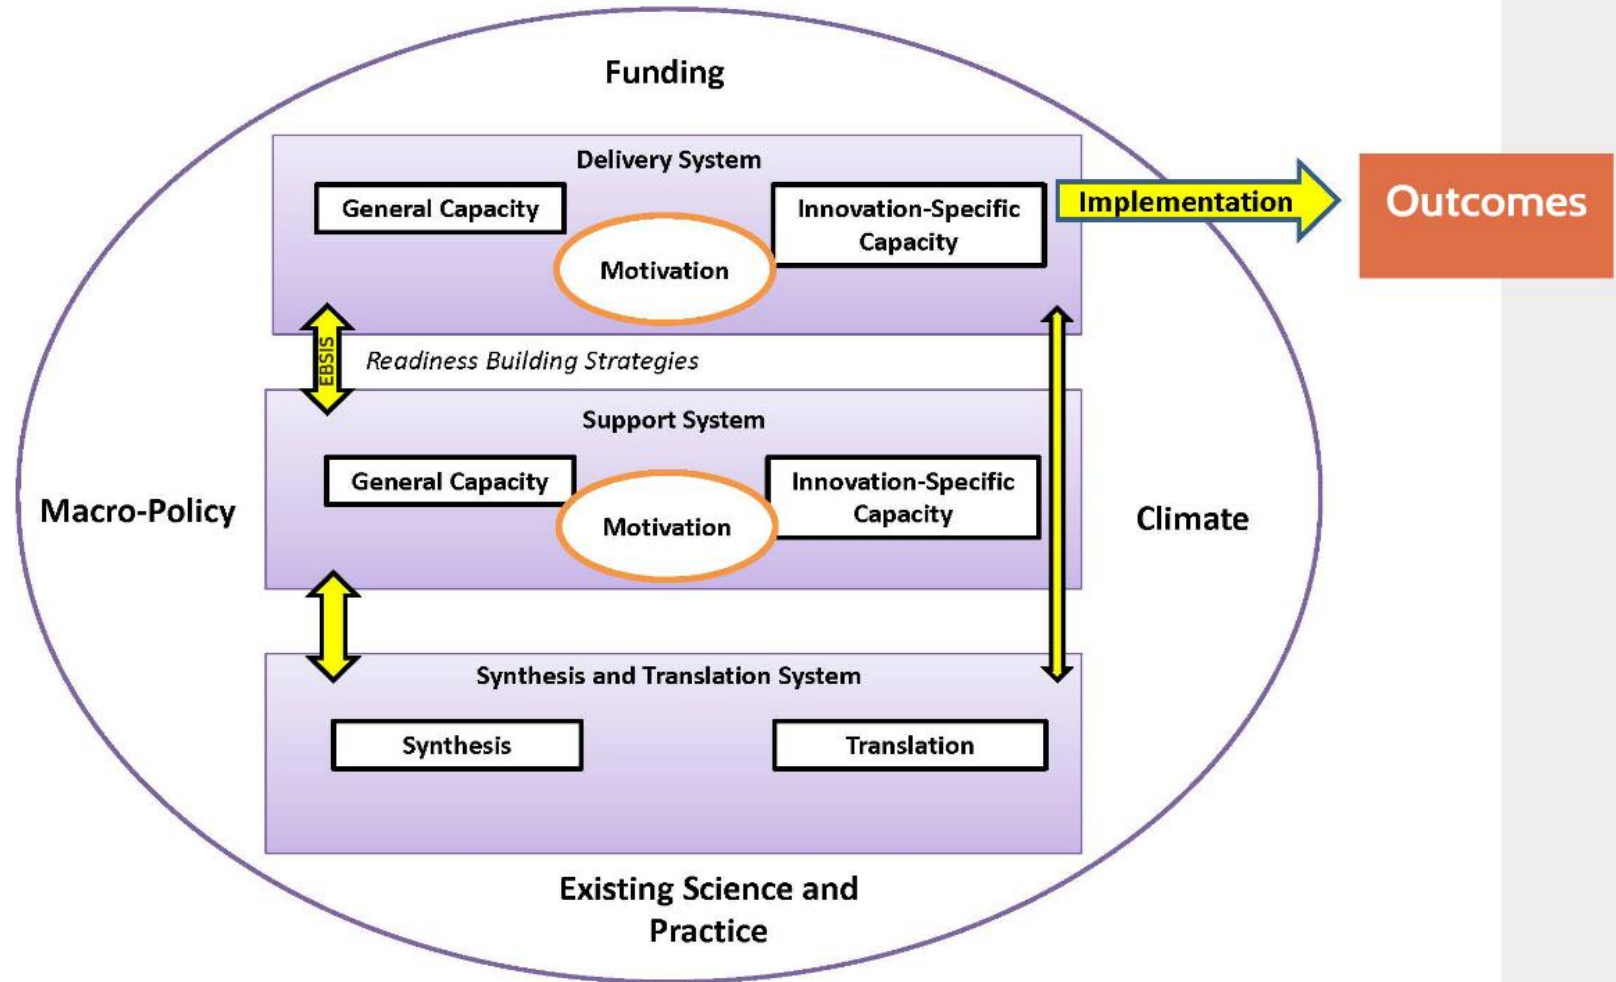 Funding
Delivery System
General Capacity
Innovation-Specific
Capacity
Motivation
Implementation
Outcomes
EBSIS
Readiness Building Strategies
Support System
General Capacity
Innovation-Specific
Capacity
Motivation
Macro-Policy
Climate
Synthesis and Translation System
Synthesis
Translation
Existing Science and
Practice